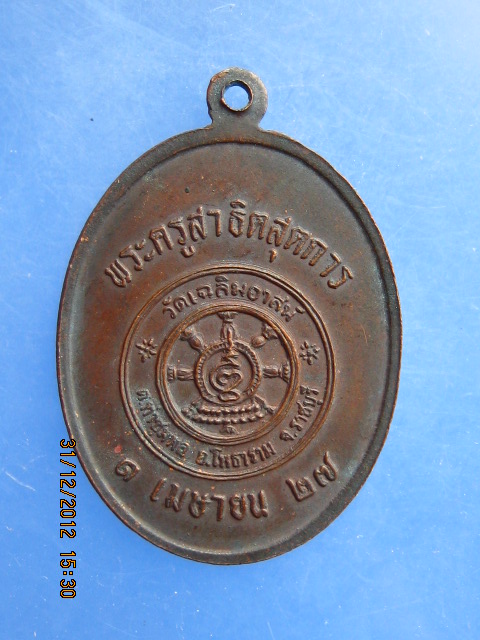 พระครูสาธิตสุตการ
วัดเฉลิมอาสน์
อ.โพธาราม จ.ราชบุรี
๑ เมษายน ๒๗
31/12/2012 15:30